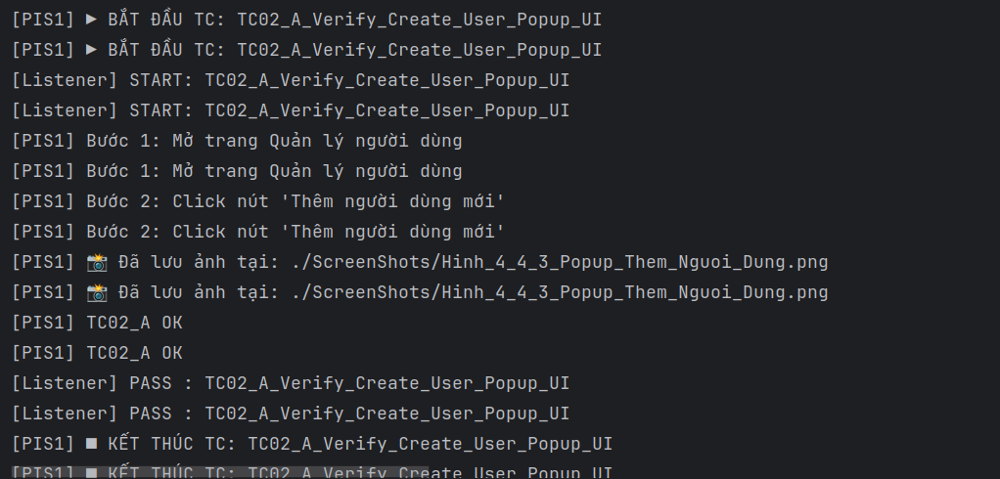 [PIS1] ▶ BẮT ĐẦU TC: TC02_A_Verify_Create_User_Popup_UI
[PIS1] ▶ BẮT ĐẦU TC: TC02_A_Verify_Create_User_Popup_UI
[Listener] START: TC02_A_Verify_Create_User_Popup_UI
[Listener] START: TC02_A_Verify_Create_User_Popup_UI
[PIS1] Bước 1: Mở trang Quản lý người dùng
[PIS1] Bước 1: Mở trang Quản lý người dùng
[PIS1] Bước 2: Click nút 'Thêm người dùng mới'
[PIS1] Bước 2: Click nút 'Thêm người dùng mới'
[PIS1] 📸 Đã lưu ảnh tại: ./ScreenShots/Hinh_4_4_3_Popup_Them_Nguoi_Dung.png
[PIS1] 📸 Đã lưu ảnh tại: ./ScreenShots/Hinh_4_4_3_Popup_Them_Nguoi_Dung.png
[PIS1] TC02_A OK
[PIS1] TC02_A OK
[Listener] PASS : TC02_A_Verify_Create_User_Popup_UI
[Listener] PASS : TC02_A_Verify_Create_User_Popup_UI
[PIS1] ■ KẾT THÚC TC: TC02_A_Verify_Create_User_Popup_UI
[PIS1] ■ KẾT THÚC TC: TC02_A_Verify_Create_User_Popup_UI